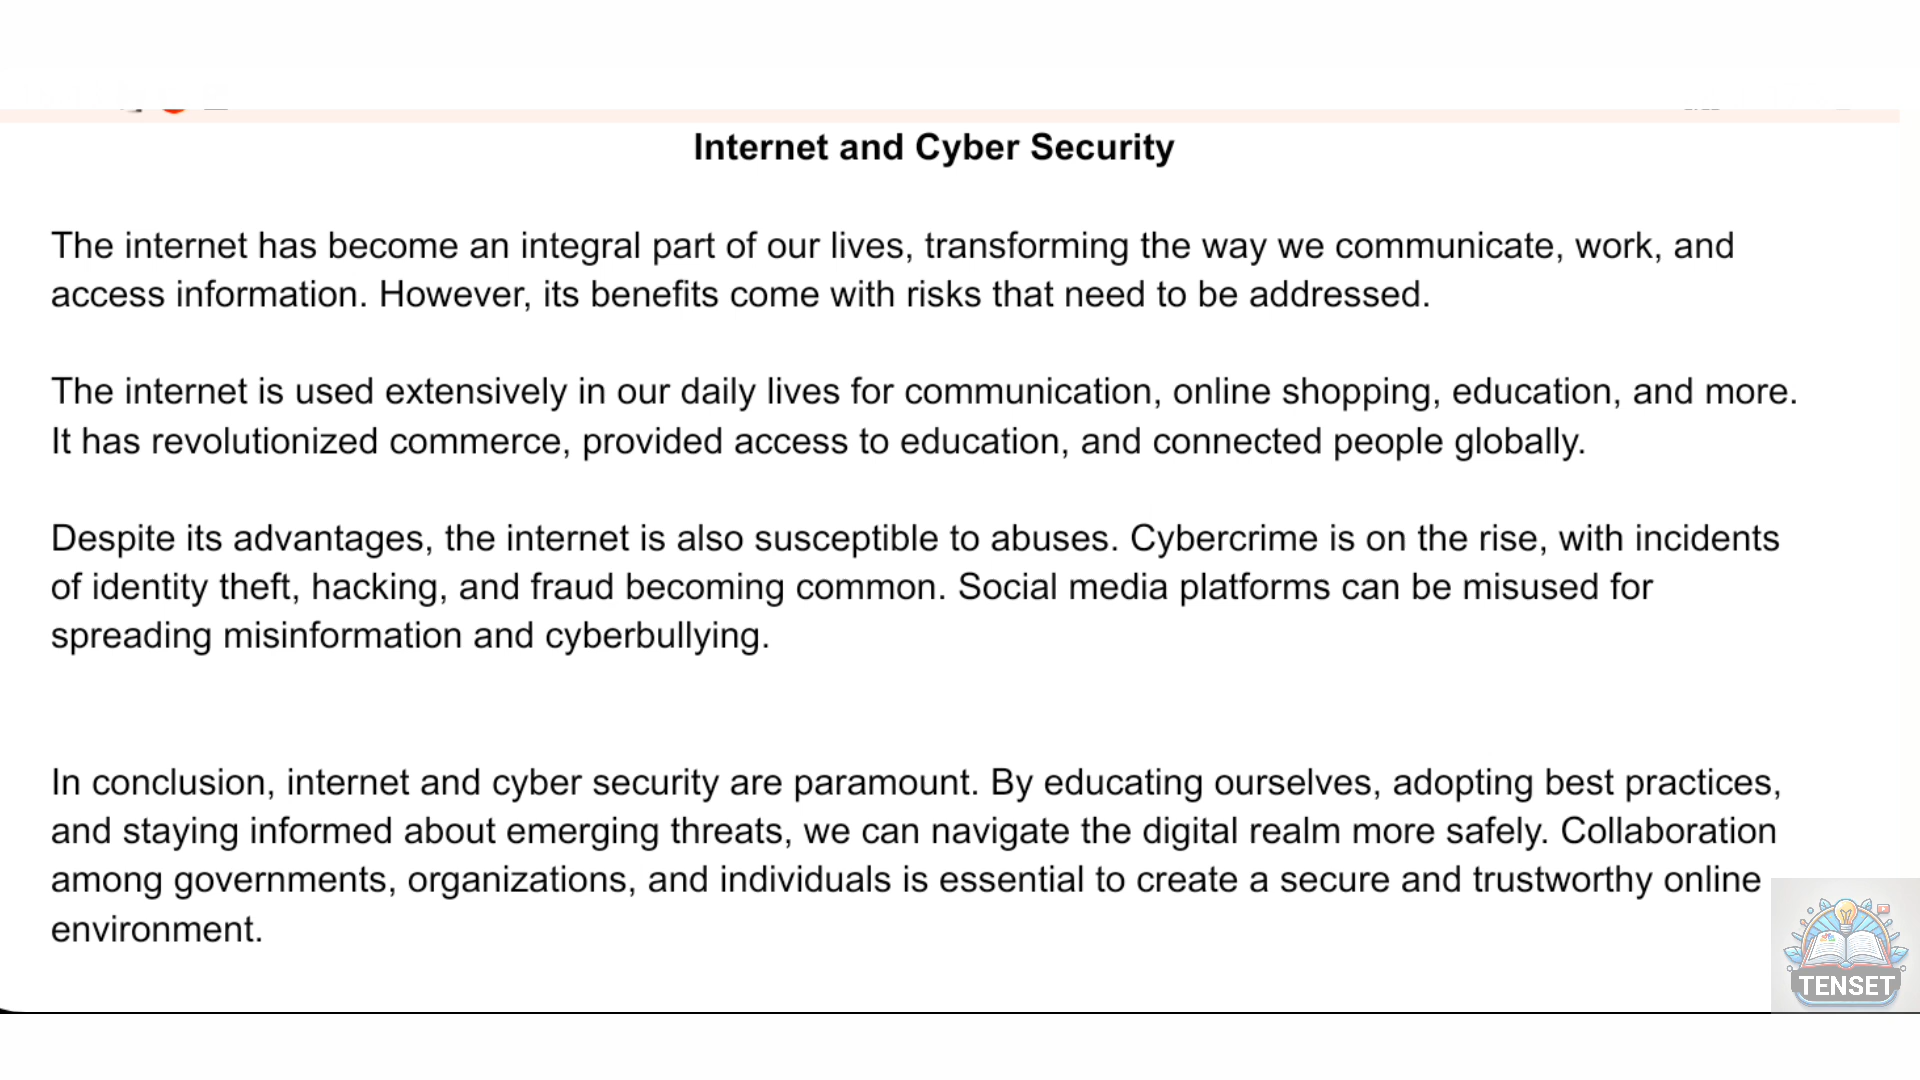 Internet and Cyber Security
The internet has become an integral part of our lives, transforming the way we communicate, work, and
access information. However, its benefits come with risks that need to be addressed.
The internet is used extensively in our daily lives for communication, online shopping, education, and more.
It has revolutionized commerce, provided access to education, and connected people globally.
Despite its advantages, the internet is also susceptible to abuses. Cybercrime is on the rise, with incidents
of identity theft, hacking, and fraud becoming common. Social media platforms can be misused for
spreading misinformation and cyberbullying.
In conclusion, internet and cyber security are paramount. By educating ourselves, adopting best practices,
and staying informed about emerging threats, we can navigate the digital realm more safely. Collaboration
among governments, organizations, and individuals is essential to create a secure and trustworthy online
environment.
TENSET